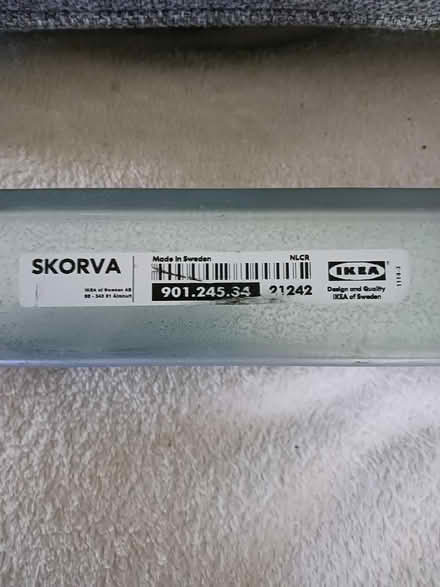 SKORVA
IKEA of Sweden AB
SE - 343 81 Älmhult
Made in Sweden
NLCR
901.245.34 21242
IKEA
Design and Quality
IKEA of Sweden